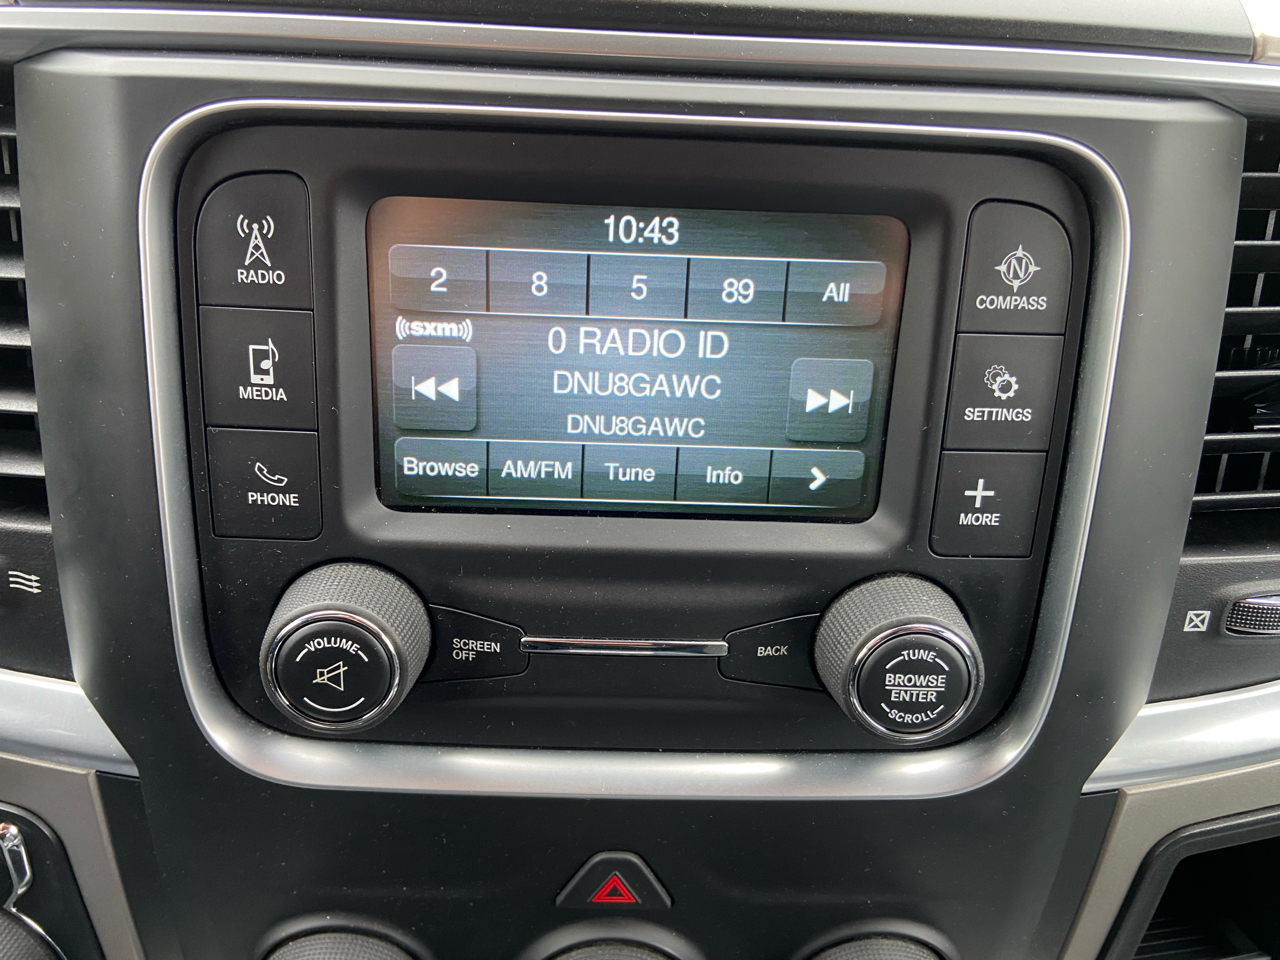 10:43
2 8 5 89 All
((sxm))
0 RADIO ID
DNU8GAWC
DNU8GAWC
Browse AM/FM Tune Info >
RADIO
MEDIA
PHONE
N
COMPASS
SETTINGS
+
MORE
VOLUME
SCREEN
OFF
BACK
TUNE
BROWSE
ENTER
SCROLL